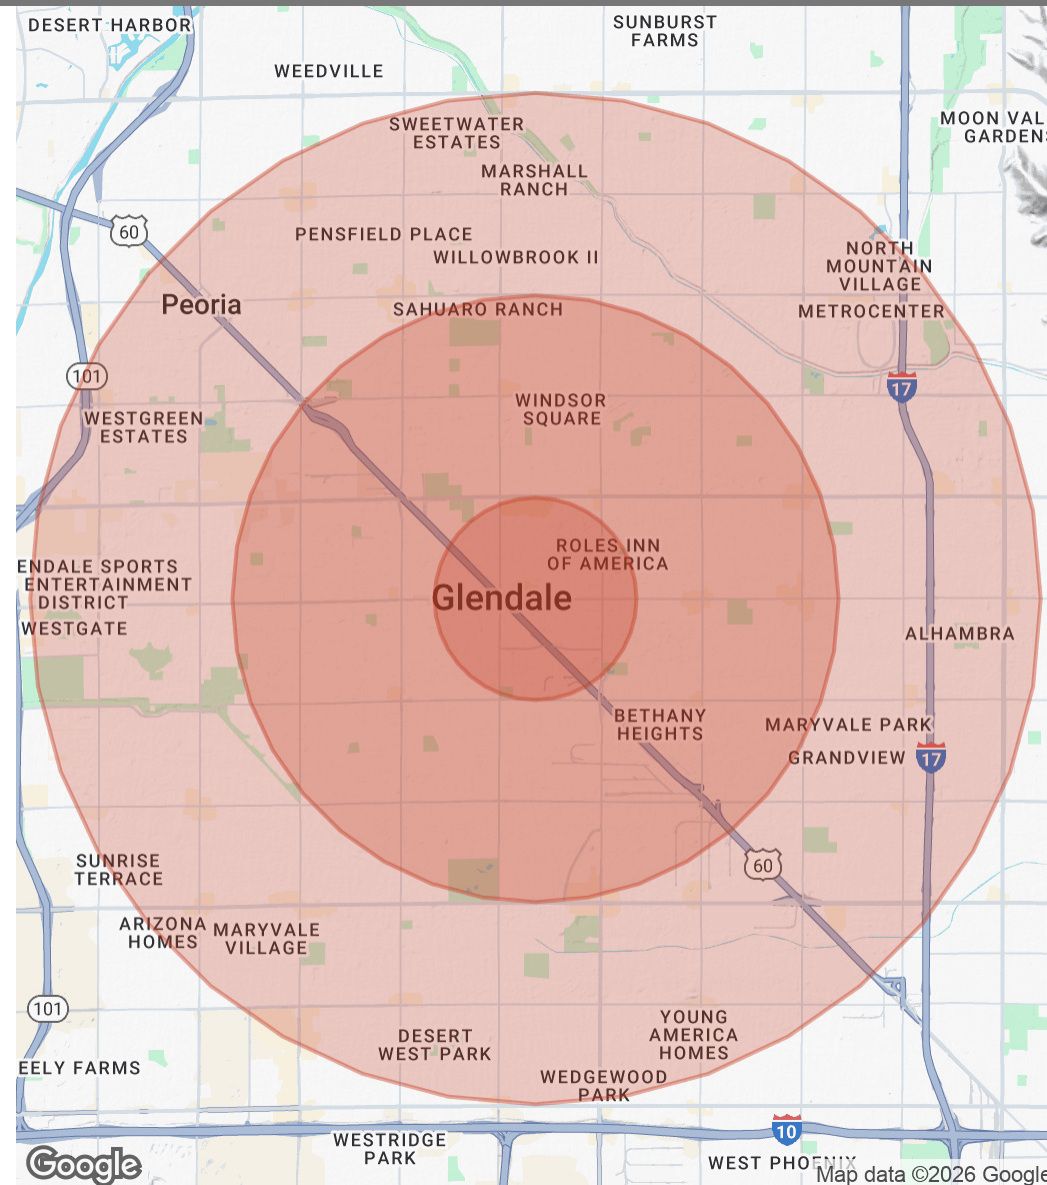 DESERT HARBOR
SUNBURST
FARMS
WEEDVILLE
MOON VAL
GARDENS
SWEETWATER
ESTATES
MARSHALL
RANCH
60
PENSFIELD PLACE
WILLOWBROOK II
NORTH
MOUNTAIN
VILLAGE
Peoria
SAHUARO RANCH
METROCENTER
101
17
WESTGREEN
ESTATES
WINDSOR
SQUARE
ROLES INN
OF AMERICA
ENDALE SPORTS
ENTERTAINMENT
DISTRICT
Glendale
WESTGATE
ALHAMBRA
BETHANY
HEIGHTS
MARYVALE PARK
GRANDVIEW
17
SUNRISE
TERRACE
60
ARIZONA
HOMES
MARYVALE
VILLAGE
101
DESERT
WEST PARK
YOUNG
AMERICA
HOMES
EELY FARMS
WEDGEWOOD
PARK
10
WESTRIDGE
PARK
WEST PHOENIX
Google
Map data ©2026 Google